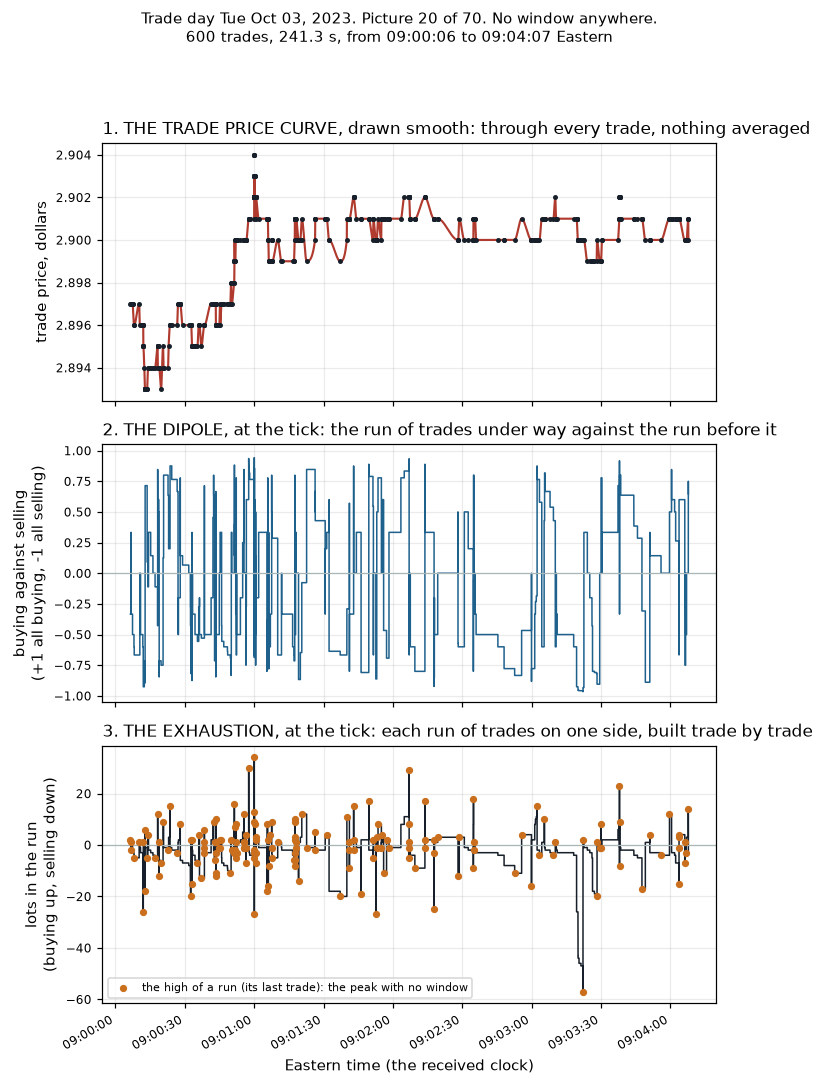 Trade day Tue Oct 03, 2023. Picture 20 of 70. No window anywhere.
600 trades, 241.3 s, from 09:00:06 to 09:04:07 Eastern
1. THE TRADE PRICE CURVE, drawn smooth: through every trade, nothing averaged
trade price, dollars
2.904
2.902
2.900
2.898
2.896
2.894
2. THE DIPOLE, at the tick: the run of trades under way against the run before it
buying against selling
(+1 all buying, -1 all selling)
1.00
0.75
0.50
0.25
0.00
−0.25
−0.50
−0.75
−1.00
3. THE EXHAUSTION, at the tick: each run of trades on one side, built trade by trade
lots in the run
(buying up, selling down)
20
0
−20
−40
−60
the high of a run (its last trade): the peak with no window
09:00:00
09:00:30
09:01:00
09:01:30
09:02:00
09:02:30
09:03:00
09:03:30
09:04:00
Eastern time (the received clock)